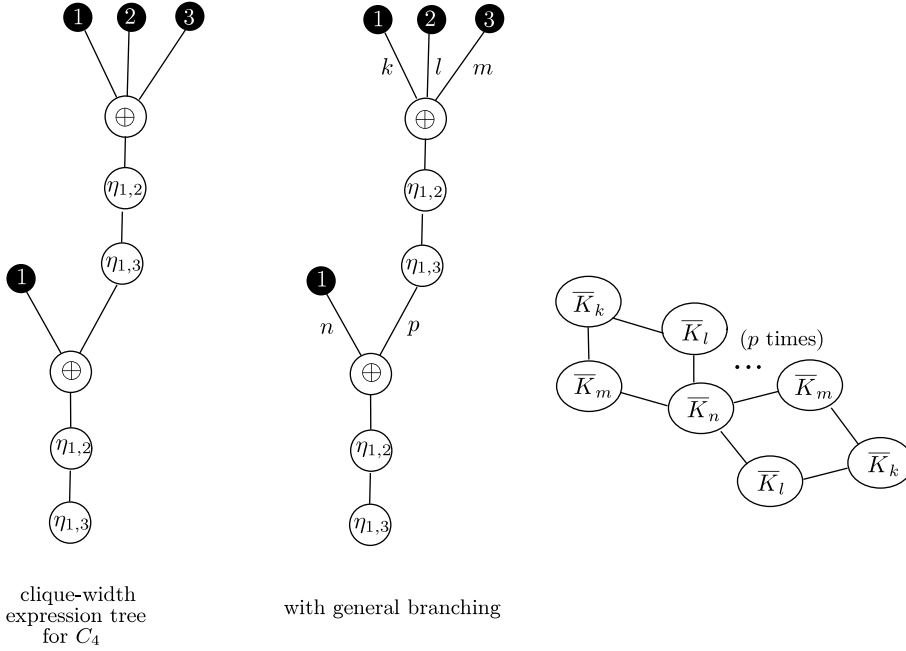 1 2 3
⊕
η1,2
η1,3
1
⊕
η1,2
η1,3
clique-width
expression tree
for C4
1 2 3
k l m
⊕
η1,2
η1,3
1
n p
⊕
η1,2
η1,3
with general branching
K̅k
K̅l
(p times)
...
K̅m
K̅n
K̅m
K̅l
K̅k